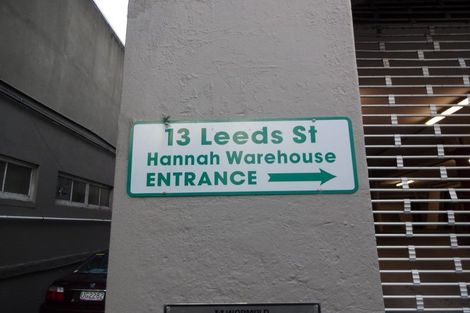 13 Leeds St
Hannah Warehouse
ENTRANCE